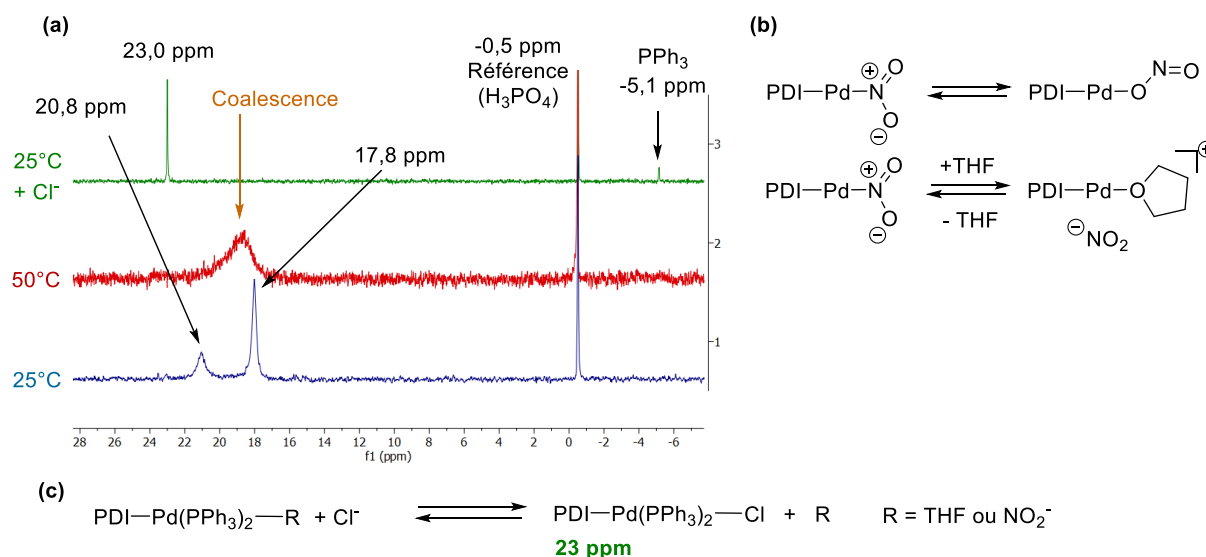 (a)
23,0 ppm
-0,5 ppm
Référence
(H3PO4)
PPh3
-5,1 ppm
20,8 ppm
Coalescence
17,8 ppm
25°C
+ Cl-
50°C
25°C
3
2
1
28 26 24 22 20 18 16 14 12 10 8 6 4 2 0 -2 -4 -6
f1 (ppm)
(b)
PDI—Pd—N⊕ O O⊖ ⇌ PDI—Pd—O N=O
PDI—Pd—N⊕ O O⊖ +THF ⇌ - THF PDI—Pd—O ⊕
⊖NO2
(c)
PDI—Pd(PPh3)2—R + Cl- ⇌ PDI—Pd(PPh3)2—Cl + R R = THF ou NO2-
23 ppm